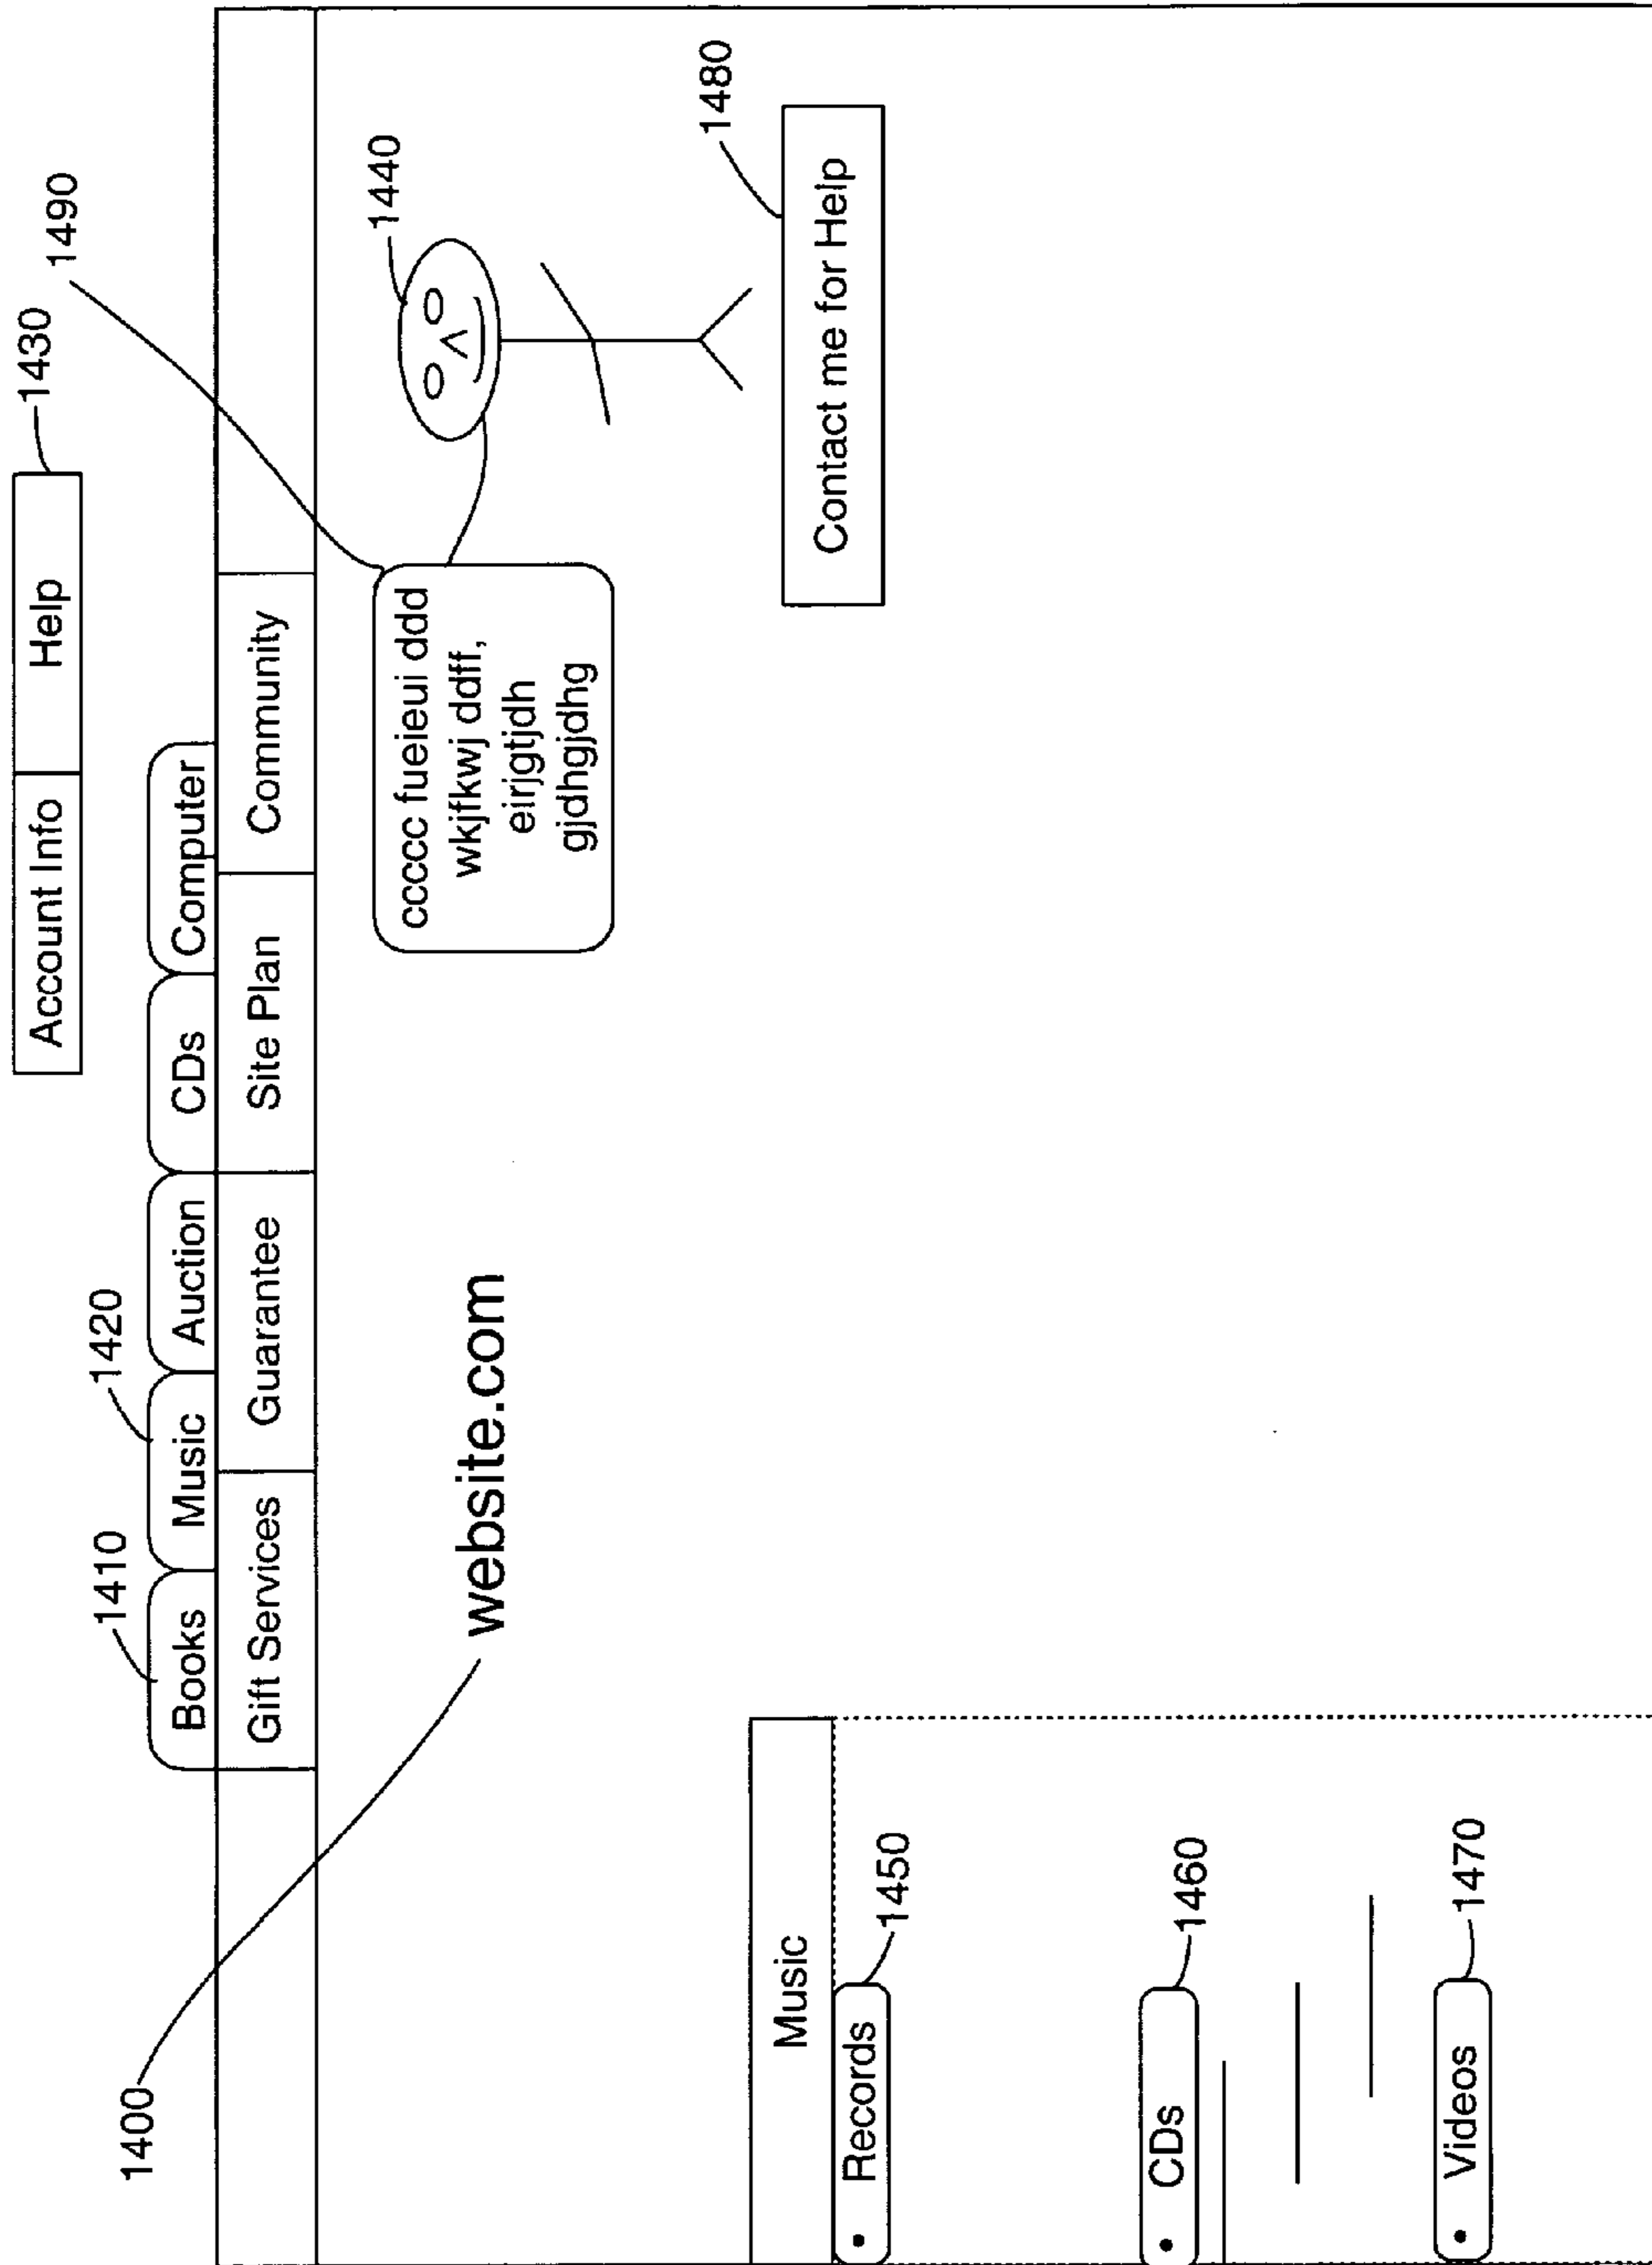 1430
Account Info Help
1490
1410 1420
Books Music Auction CDs Computer
Gift Services Guarantee Site Plan Community
1400
website.com
1440
ccccc fueieui ddd
wkjfkwj ddff,
eirjgtjdh
gjdhgjdhg
1480
Contact me for Help
Music
• Records
1450
• CDs
1460
• Videos
1470